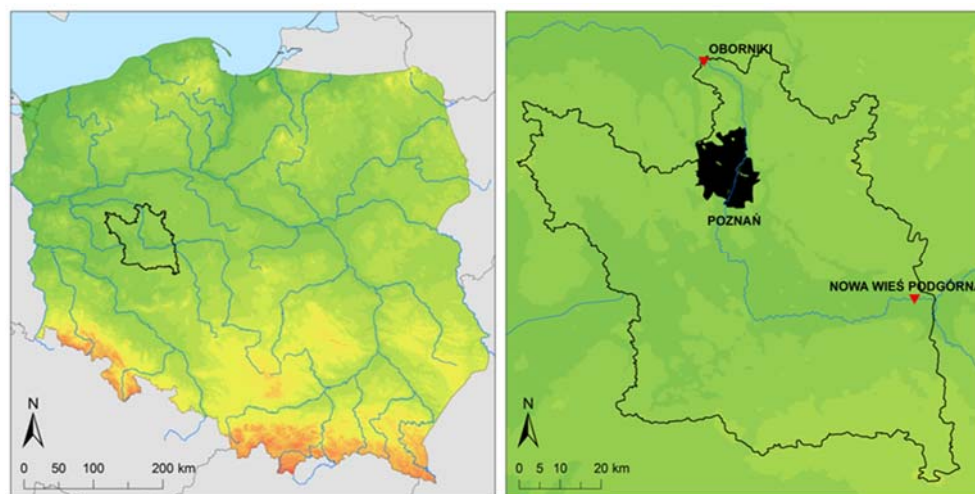 N
0 50 100 200 km
OBORNIKI
POZNAŃ
NOWA WIEŚ PODGÓRNA
N
0 5 10 20 km